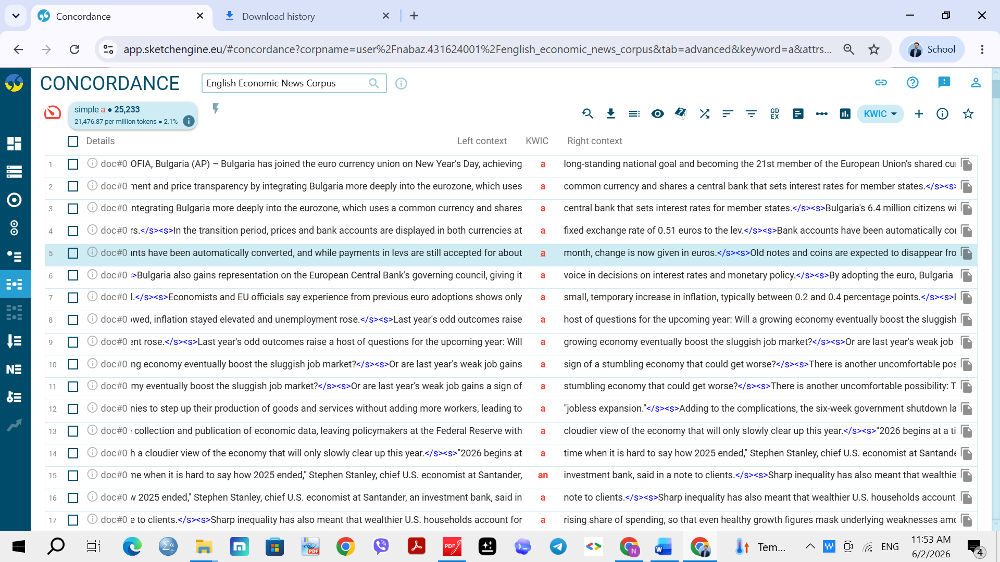 Concordance
Download history
app.sketchengine.eu/#concordance?corpname=user%2Fnabaz.431624001%2Fenglish_economic_news_corpus&tab=advanced&keyword=a&attrs...
School
CONCORDANCE
English Economic News Corpus
simple a ● 25,233
21,476.87 per million tokens ● 2.1%
GD EX
KWIC
Details Left context KWIC Right context
1 doc#0 OFIA, Bulgaria (AP) – Bulgaria has joined the euro currency union on New Year's Day, achieving a long-standing national goal and becoming the 21st member of the European Union's shared cur
2 doc#0 ment and price transparency by integrating Bulgaria more deeply into the eurozone, which uses a common currency and shares a central bank that sets interest rates for member states.</s><s>
3 doc#0 ntegrating Bulgaria more deeply into the eurozone, which uses a common currency and shares a central bank that sets interest rates for member states.</s><s>Bulgaria's 6.4 million citizens wi
4 doc#0 rs.</s><s>In the transition period, prices and bank accounts are displayed in both currencies at a fixed exchange rate of 0.51 euros to the lev.</s><s>Bank accounts have been automatically cor
5 doc#0 unts have been automatically converted, and while payments in levs are still accepted for about a month, change is now given in euros.</s><s>Old notes and coins are expected to disappear fro
6 doc#0 s>Bulgaria also gains representation on the European Central Bank's governing council, giving it a voice in decisions on interest rates and monetary policy.</s><s>By adopting the euro, Bulgaria
7 doc#0 d.</s><s>Economists and EU officials say experience from previous euro adoptions shows only a small, temporary increase in inflation, typically between 0.2 and 0.4 percentage points.</s><s>E
8 doc#0 owed, inflation stayed elevated and unemployment rose.</s><s>Last year's odd outcomes raise a host of questions for the upcoming year: Will a growing economy eventually boost the sluggish
9 doc#0 ent rose.</s><s>Last year's odd outcomes raise a host of questions for the upcoming year: Will a growing economy eventually boost the sluggish job market?</s><s>Or are last year's weak job
10 doc#0 ng economy eventually boost the sluggish job market?</s><s>Or are last year's weak job gains a sign of a stumbling economy that could get worse?</s><s>There is another uncomfortable pos
11 doc#0 my eventually boost the sluggish job market?</s><s>Or are last year's weak job gains a sign of a stumbling economy that could get worse?</s><s>There is another uncomfortable possibility: T
12 doc#0 nies to step up their production of goods and services without adding more workers, leading to a "jobless expansion."</s><s>Adding to the complications, the six-week government shutdown la
13 doc#0 collection and publication of economic data, leaving policymakers at the Federal Reserve with a cloudier view of the economy that will only slowly clear up this year.</s><s>"2026 begins at a ti
14 doc#0 h a cloudier view of the economy that will only slowly clear up this year.</s><s>"2026 begins at a time when it is hard to say how 2025 ended," Stephen Stanley, chief U.S. economist at Santande
15 doc#0 me when it is hard to say how 2025 ended," Stephen Stanley, chief U.S. economist at Santander, an investment bank, said in a note to clients.</s><s>Sharp inequality has also meant that wealthie
16 doc#0 w 2025 ended," Stephen Stanley, chief U.S. economist at Santander, an investment bank, said in a note to clients.</s><s>Sharp inequality has also meant that wealthier U.S. households account
17 doc#0 e to clients.</s><s>Sharp inequality has also meant that wealthier U.S. households account for a rising share of spending, so that even healthy growth figures mask underlying weaknesses amo
Tem...
ENG
11:53 AM
6/2/2026
4